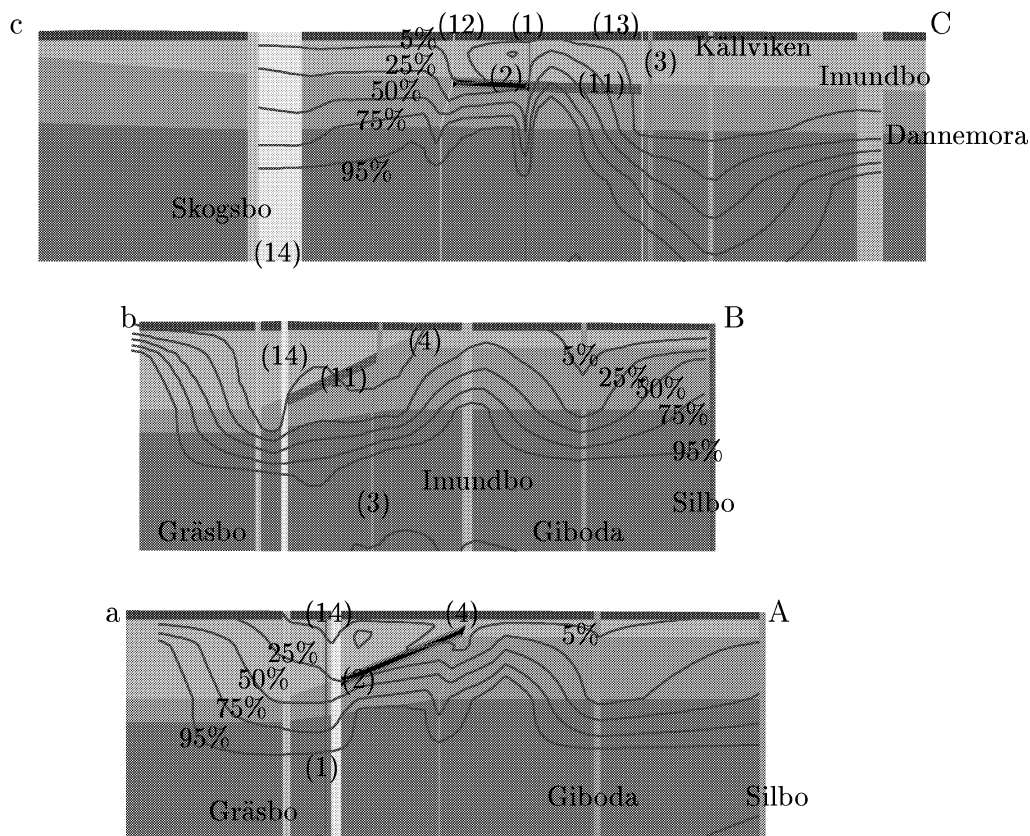 c (12) (1) (13) C
5% Källviken
25% (2) (11) (3) Imundbo
50%
75% Dannemora
95%
Skogsbo
(14)
b B
(14) (4) 5%
(11) 25% 50%
75%
95%
Imundbo
(3) Silbo
Gräsbo Giboda
a (14) (4) A
5%
25%
50% (2)
75%
95%
(1)
Gräsbo Giboda Silbo